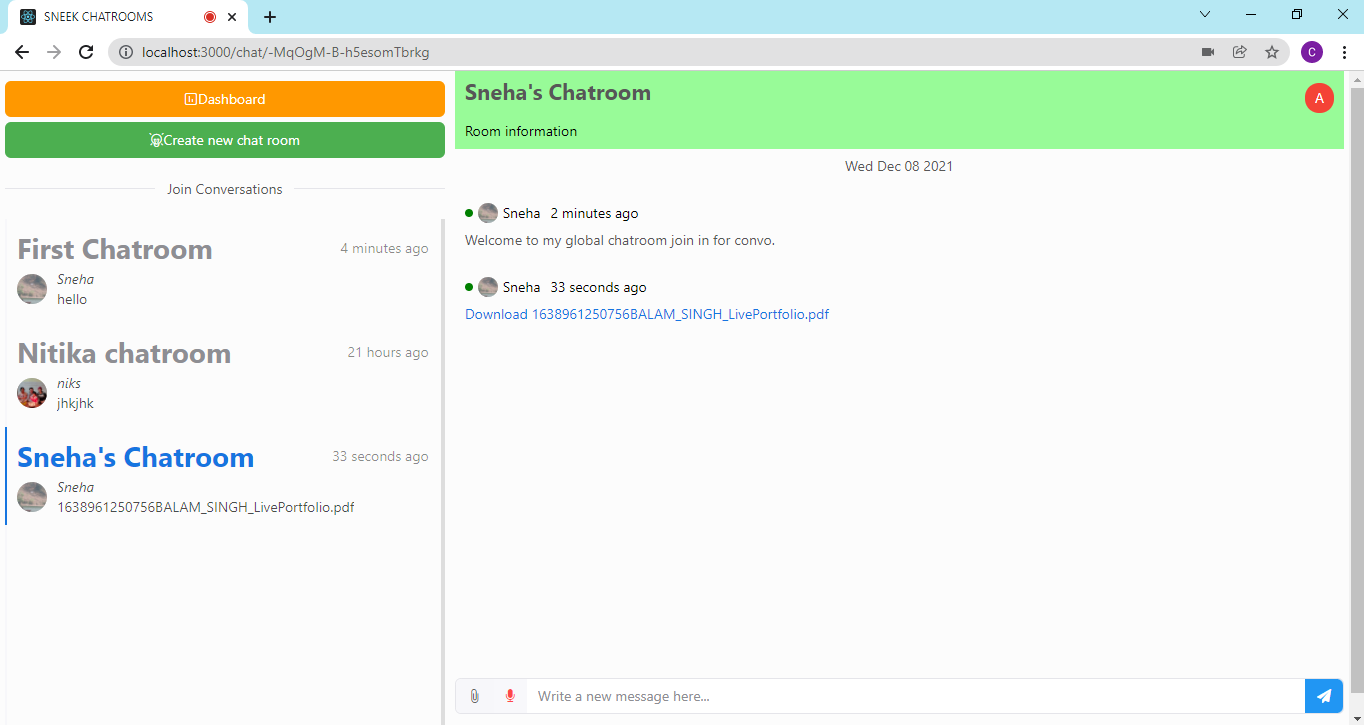 SNEEK CHATROOMS
localhost:3000/chat/-MqOgM-B-h5esomTbrkg
C
Dashboard
Create new chat room
Join Conversations
First Chatroom
4 minutes ago
Sneha
hello
Nitika chatroom
21 hours ago
niks
jhkjhk
Sneha's Chatroom
33 seconds ago
Sneha
1638961250756BALAM_SINGH_LivePortfolio.pdf
Sneha's Chatroom
A
Room information
Wed Dec 08 2021
Sneha 2 minutes ago
Welcome to my global chatroom join in for convo.
Sneha 33 seconds ago
Download 1638961250756BALAM_SINGH_LivePortfolio.pdf
Write a new message here...